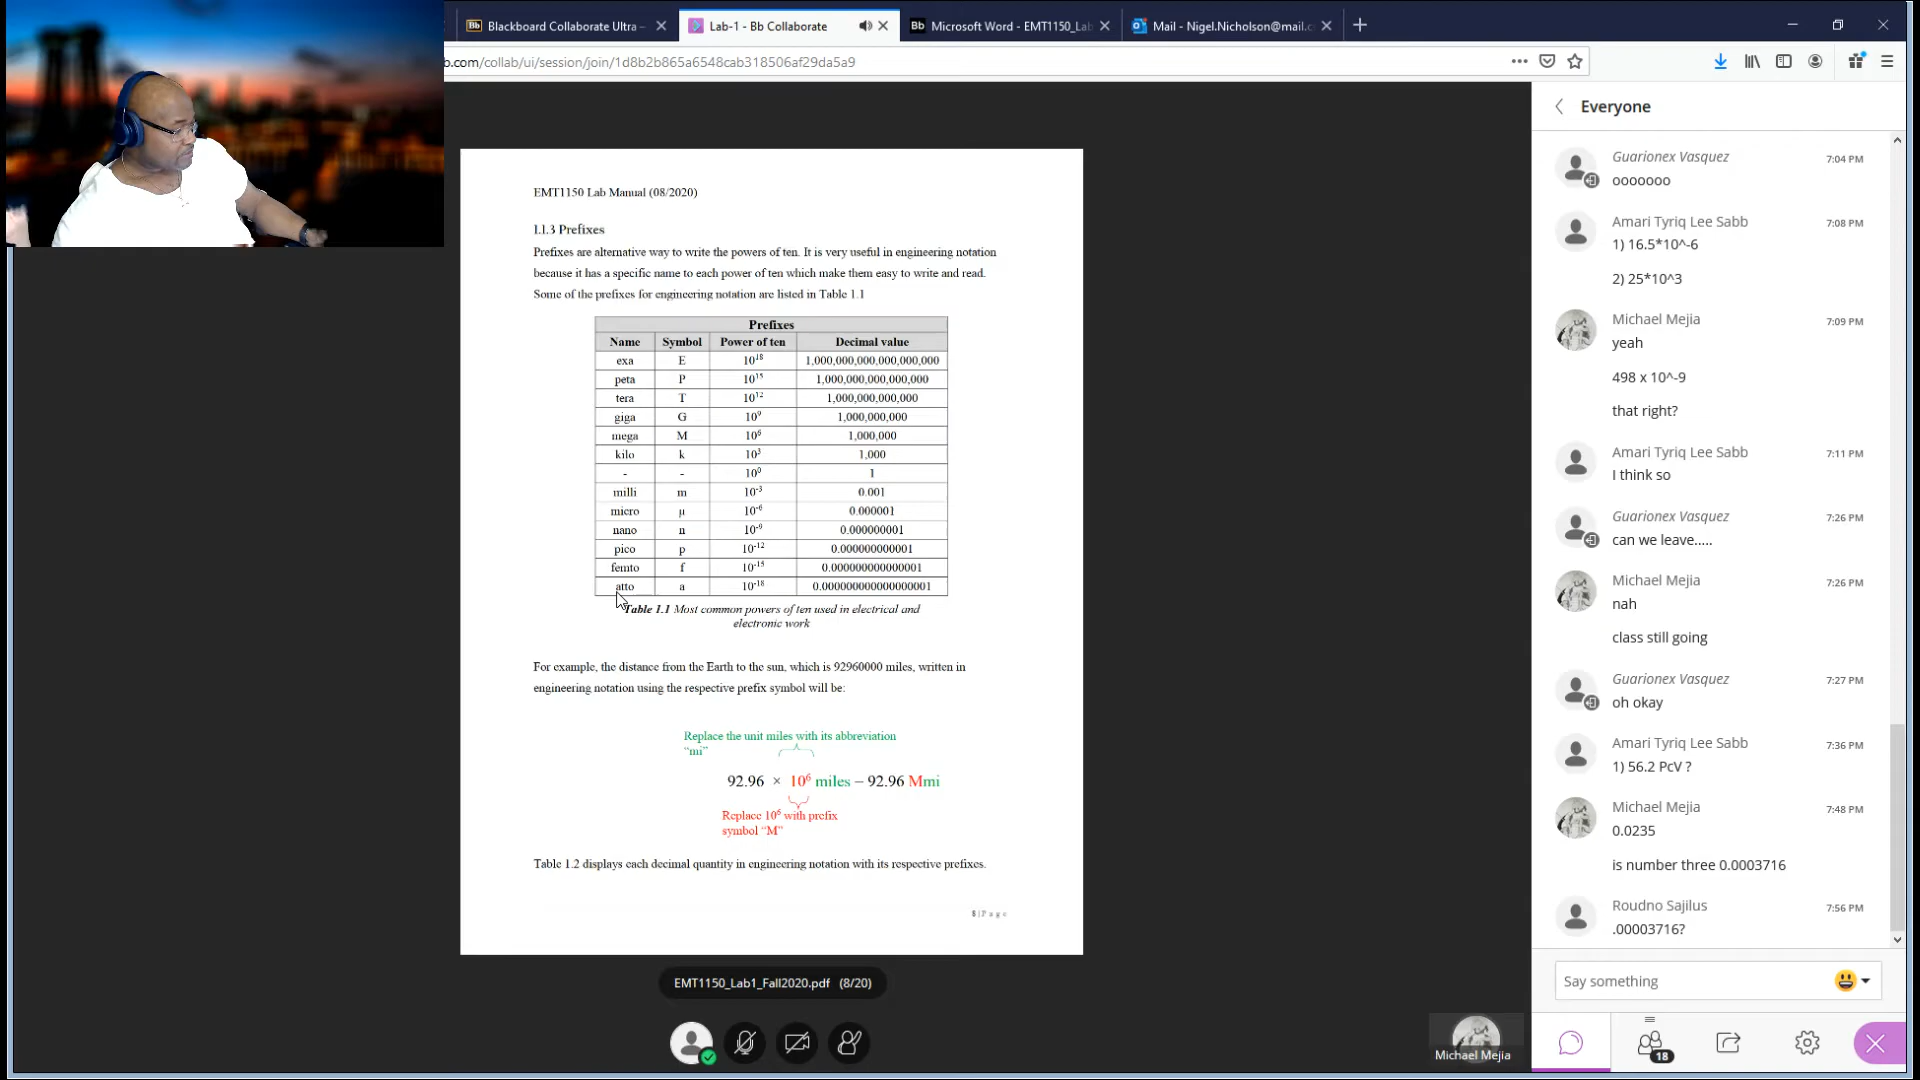 Blackboard Collaborate Ultra –
Lab-1 - Bb Collaborate
Microsoft Word - EMT1150_Lab
Mail - Nigel.Nicholson@mail.c
b.com/collab/ui/session/join/1d8b2b865a6548cab318506af29da5a9
EMT1150 Lab Manual (08/2020)
1.1.3 Prefixes
Prefixes are alternative way to write the powers of ten. It is very useful in engineering notation
because it has a specific name to each power of ten which make them easy to write and read.
Some of the prefixes for engineering notation are listed in Table 1.1
Prefixes
Name Symbol Power of ten Decimal value
exa E 10^18 1,000,000,000,000,000,000
peta P 10^15 1,000,000,000,000,000
tera T 10^12 1,000,000,000,000
giga G 10^9 1,000,000,000
mega M 10^6 1,000,000
kilo k 10^3 1,000
- - 10^0 1
milli m 10^-3 0.001
micro μ 10^-6 0.000001
nano n 10^-9 0.000000001
pico p 10^-12 0.000000000001
femto f 10^-15 0.000000000000001
atto a 10^-18 0.000000000000000001
Table 1.1 Most common powers of ten used in electrical and
electronic work
For example, the distance from the Earth to the sun, which is 92960000 miles, written in
engineering notation using the respective prefix symbol will be:
Replace the unit miles with its abbreviation
“mi”
92.96 × 10^6 miles – 92.96 Mmi
Replace 10^6 with prefix
symbol “M”
Table 1.2 displays each decimal quantity in engineering notation with its respective prefixes.
8 | P a g e
EMT1150_Lab1_Fall2020.pdf (8/20)
Everyone
Guarionex Vasquez 7:04 PM
ooooooo
Amari Tyriq Lee Sabb 7:08 PM
1) 16.5*10^-6
2) 25*10^3
Michael Mejia 7:09 PM
yeah
498 x 10^-9
that right?
Amari Tyriq Lee Sabb 7:11 PM
I think so
Guarionex Vasquez 7:26 PM
can we leave.....
Michael Mejia 7:26 PM
nah
class still going
Guarionex Vasquez 7:27 PM
oh okay
Amari Tyriq Lee Sabb 7:36 PM
1) 56.2 PcV ?
Michael Mejia 7:48 PM
0.0235
is number three 0.0003716
Roudno Sajilus 7:56 PM
.00003716?
Say something
Michael Mejia
18